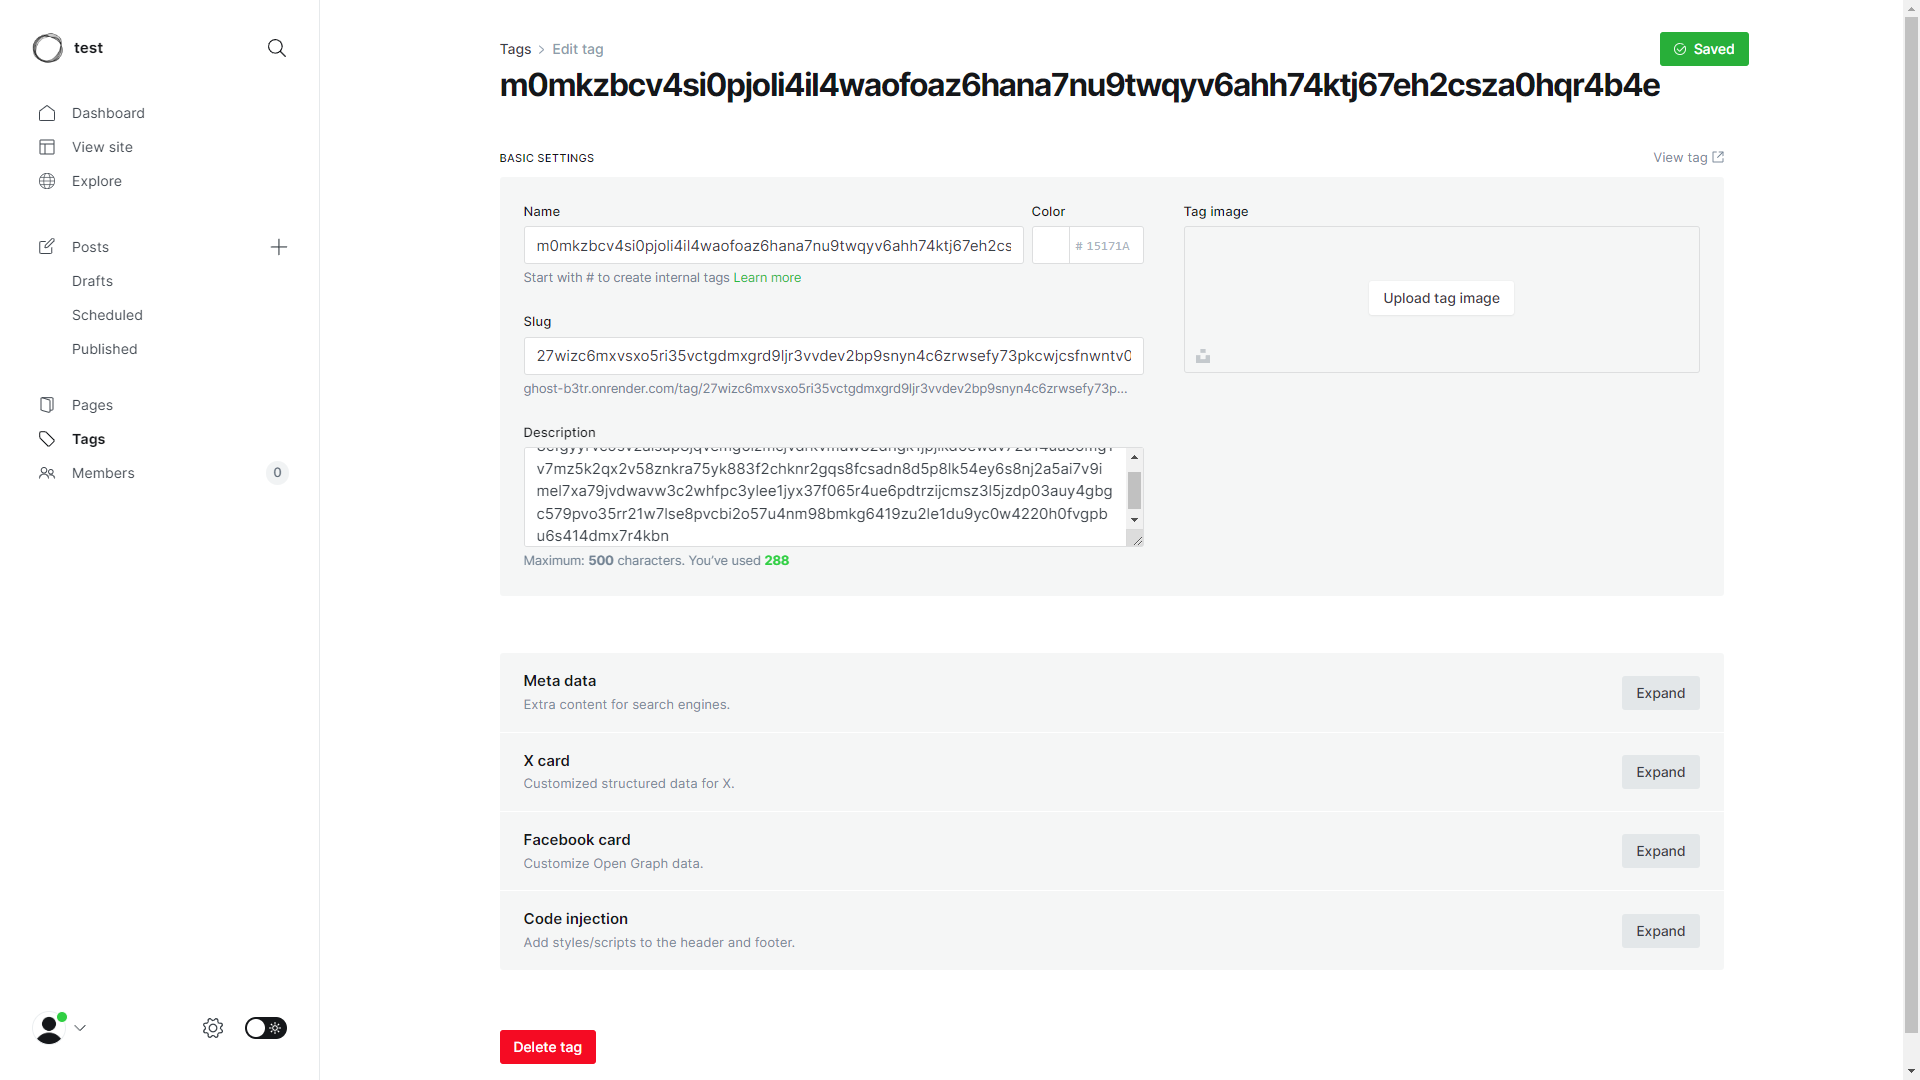 test
Dashboard
View site
Explore
Posts
Drafts
Scheduled
Published
Pages
Tags
Members
0
Tags
Edit tag
Saved
m0mkzbcv4si0pjoli4il4waofoaz6hana7nu9twqyv6ahh74ktj67eh2csza0hqr4b4e
BASIC SETTINGS
View tag
Name
m0mkzbcv4si0pjoli4il4waofoaz6hana7nu9twqyv6ahh74ktj67eh2cs
Start with # to create internal tags Learn more
Color
# 15171A
Slug
27wizc6mxvsxo5ri35vctgdmxgrd9ljr3vvdev2bp9snyn4c6zrwsefy73pkcwjcsfnwntv0
ghost-b3tr.onrender.com/tag/27wizc6mxvsxo5ri35vctgdmxgrd9ljr3vvdev2bp9snyn4c6zrwsefy73p...
Description
v7mz5k2qx2v58znkra75yk883f2chknr2gqs8fcsadn8d5p8lk54ey6s8nj2a5ai7v9i
mel7xa79jvdwavw3c2whfpc3ylee1jyx37f065r4ue6pdtrzijcmsz3l5jzdp03auy4gbg
c579pvo35rr21w7lse8pvcbi2o57u4nm98bmkg6419zu2le1du9yc0w4220h0fvgpb
u6s414dmx7r4kbn
Maximum: 500 characters. You've used 288
Tag image
Upload tag image
Meta data
Extra content for search engines.
Expand
X card
Customized structured data for X.
Expand
Facebook card
Customize Open Graph data.
Expand
Code injection
Add styles/scripts to the header and footer.
Expand
Delete tag